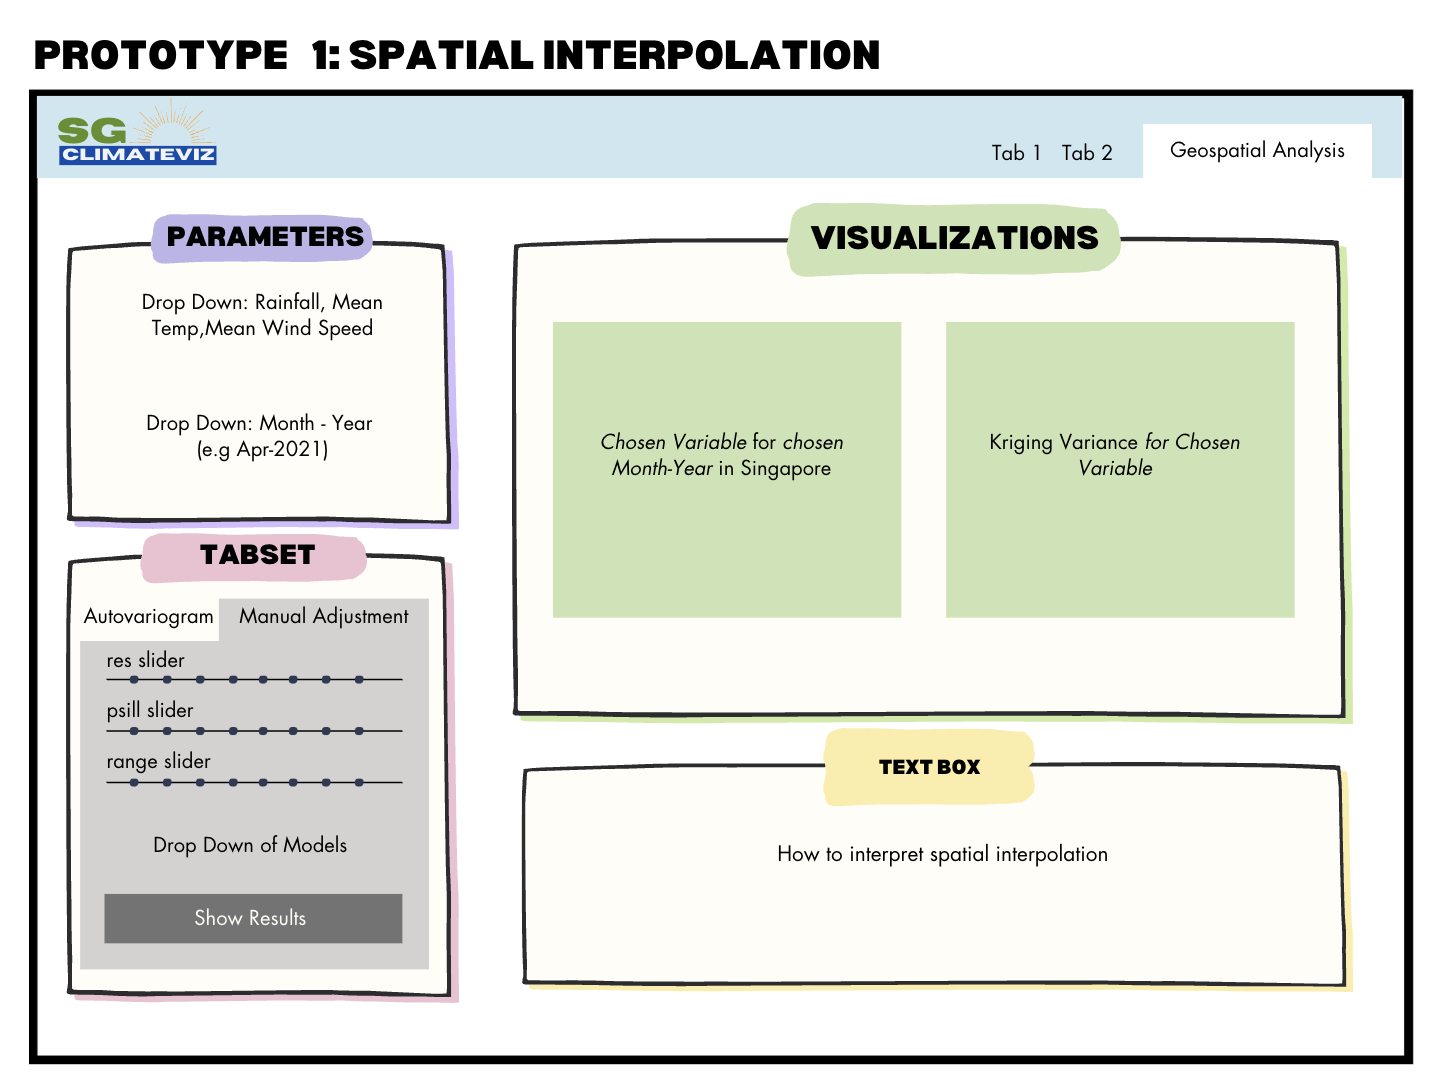 PROTOTYPE 1: SPATIAL INTERPOLATION
SG
CLIMATEVIZ
Tab 1 Tab 2 Geospatial Analysis
PARAMETERS
Drop Down: Rainfall, Mean
Temp,Mean Wind Speed
Drop Down: Month - Year
(e.g Apr-2021)
TABSET
Autovariogram Manual Adjustment
res slider
psill slider
range slider
Drop Down of Models
Show Results
VISUALIZATIONS
Chosen Variable for chosen
Month-Year in Singapore
Kriging Variance for Chosen
Variable
TEXT BOX
How to interpret spatial interpolation